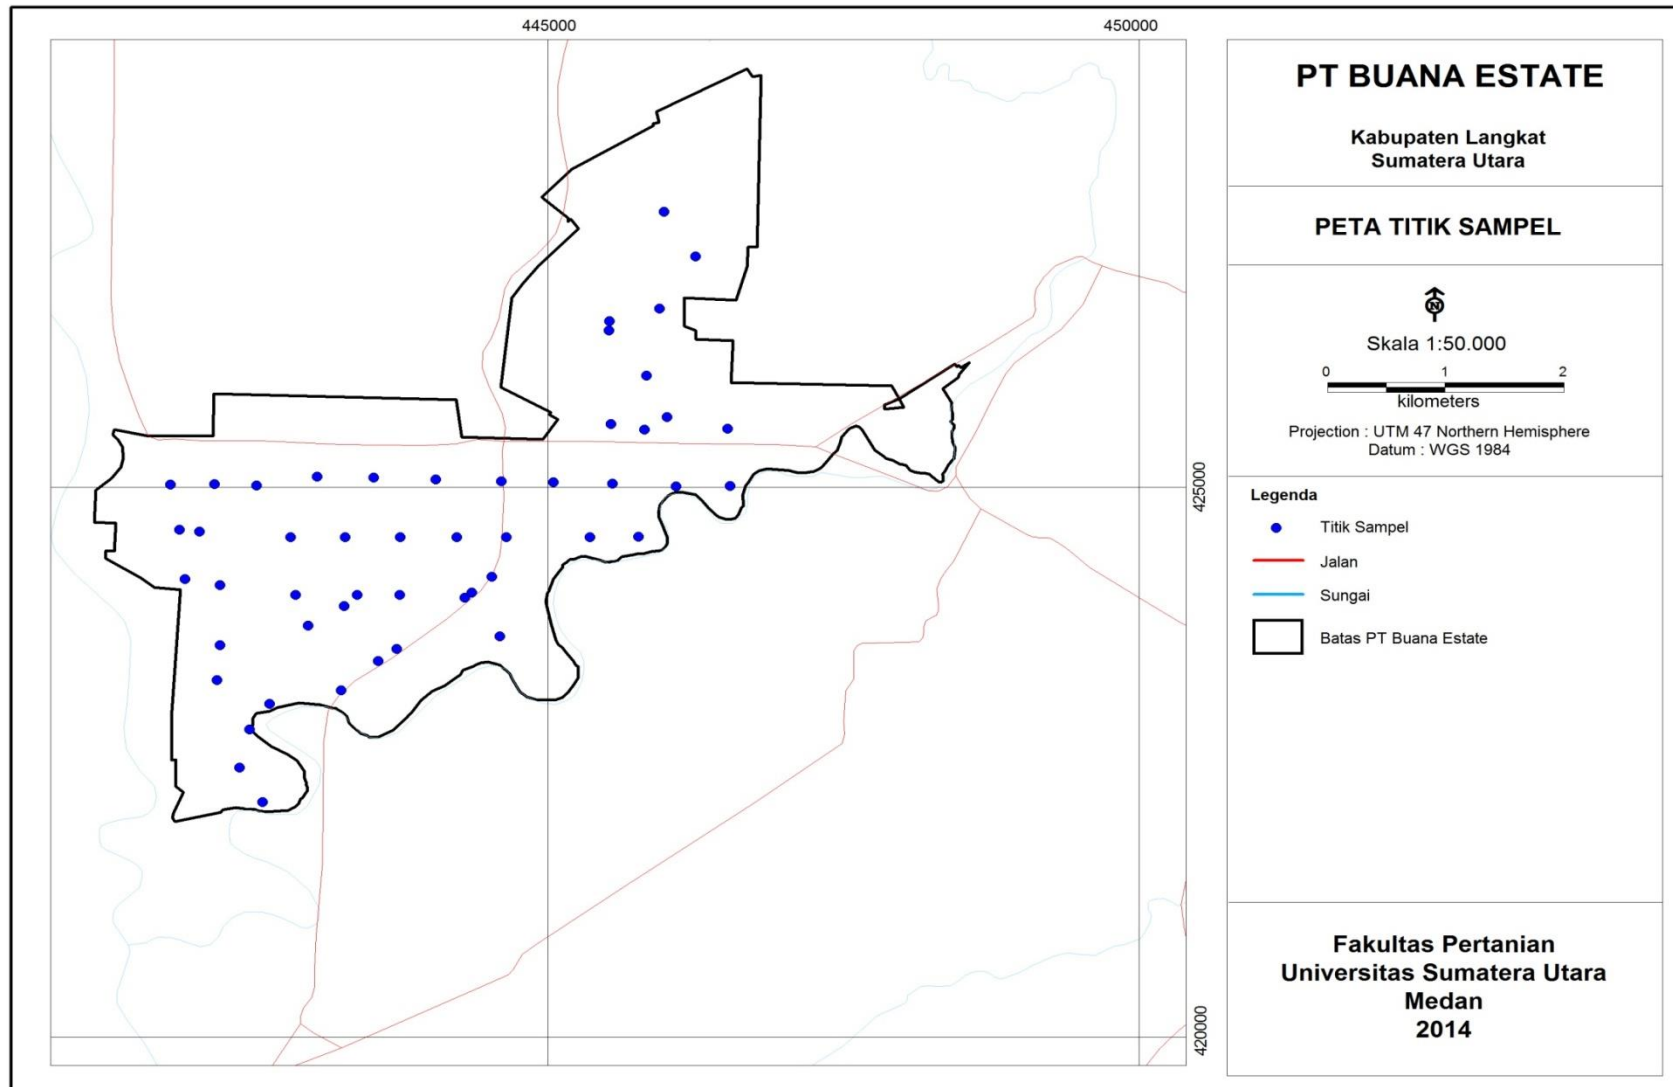 445000
450000
425000
420000
PT BUANA ESTATE
Kabupaten Langkat
Sumatera Utara
PETA TITIK SAMPEL
N
Skala 1:50.000
0 1 2
kilometers
Projection : UTM 47 Northern Hemisphere
Datum : WGS 1984
Legenda
Titik Sampel
Jalan
Sungai
Batas PT Buana Estate
Fakultas Pertanian
Universitas Sumatera Utara
Medan
2014